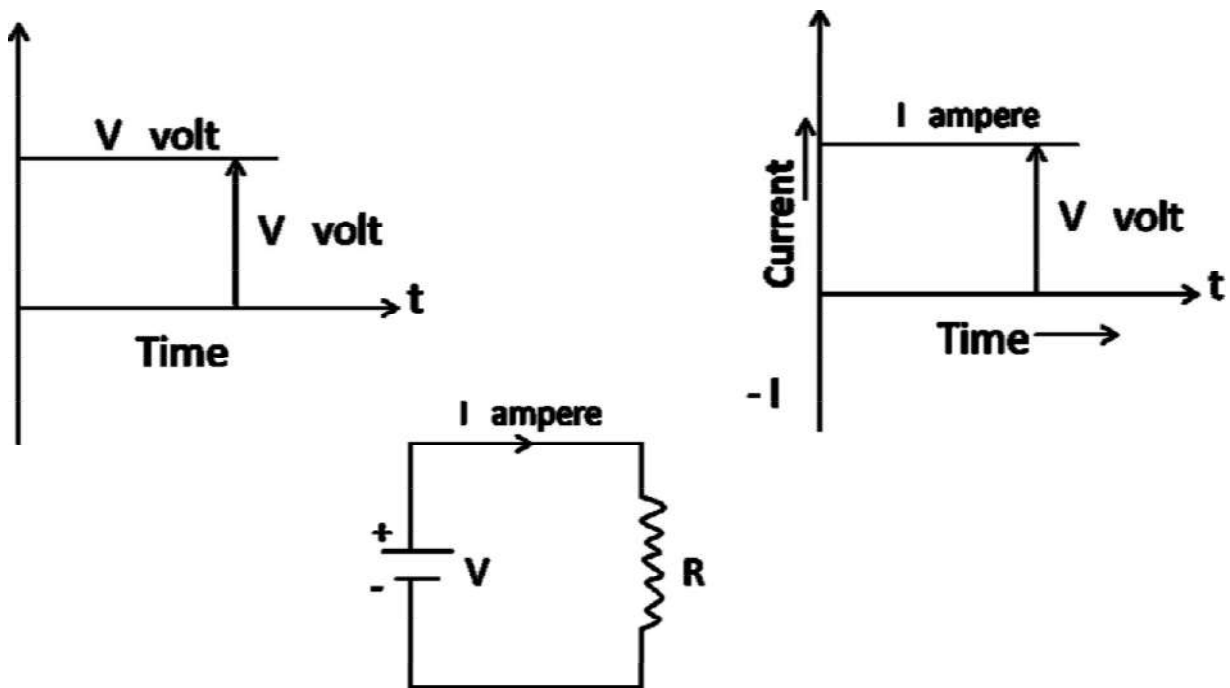 V volt
V volt
t
Time
I ampere
Current
V volt
t
Time
- I
I ampere
+
-
V
R